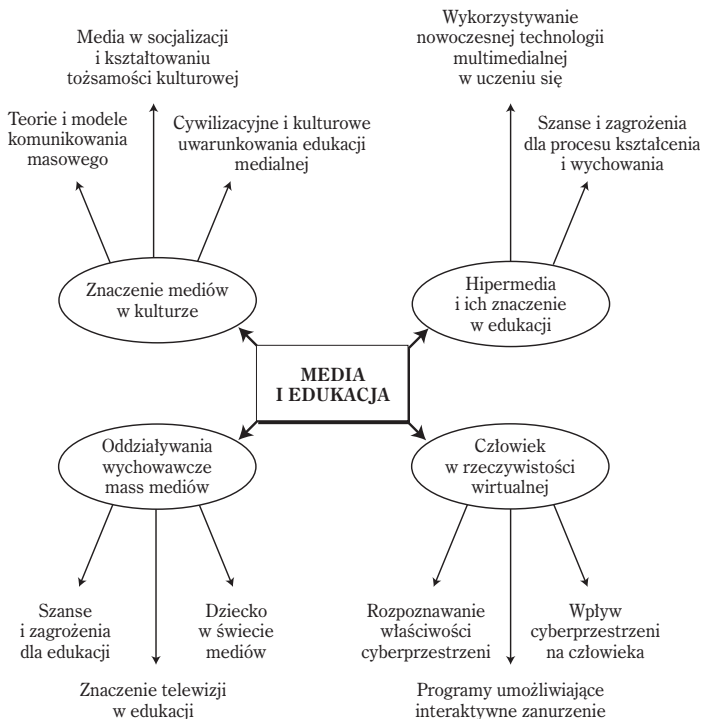 Media w socjalizacji
i kształtowaniu
tożsamości kulturowej
Wykorzystywanie
nowoczesnej technologii
multimedialnej
w uczeniu się
Teorie i modele
komunikowania
masowego
Cywilizacyjne i kulturowe
uwarunkowania edukacji
medialnej
Szanse i zagrożenia
dla procesu kształcenia
i wychowania
Znaczenie mediów
w kulturze
Hipermedia
i ich znaczenie
w edukacji
MEDIA
I EDUKACJA
Oddziaływania
wychowawcze
mass mediów
Człowiek
w rzeczywistości
wirtualnej
Szanse
i zagrożenia
dla edukacji
Dziecko
w świecie
mediów
Rozpoznawanie
właściwości
cyberprzestrzeni
Wpływ
cyberprzestrzeni
na człowieka
Znaczenie telewizji
w edukacji
Programy umożliwiające
interaktywne zanurzenie